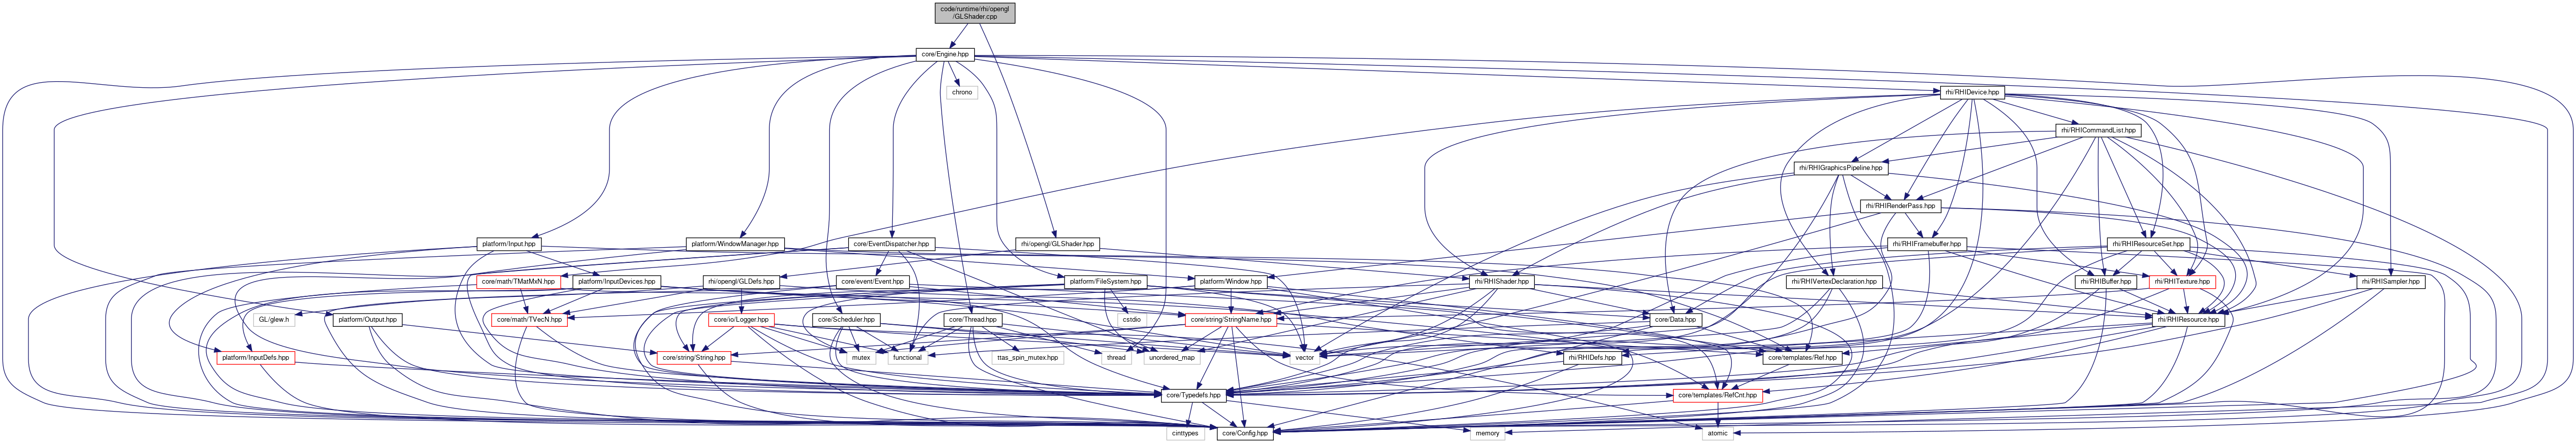 code/runtime/rhi/opengl
/GLShader.cpp
core/Engine.hpp
chrono
rhi/RHIDevice.hpp
rhi/RHICommandList.hpp
rhi/RHIGraphicsPipeline.hpp
rhi/RHIRenderPass.hpp
platform/Input.hpp
platform/WindowManager.hpp
core/EventDispatcher.hpp
rhi/opengl/GLShader.hpp
rhi/RHIFramebuffer.hpp
rhi/RHIResourceSet.hpp
core/math/TMatMxN.hpp
platform/InputDevices.hpp
rhi/opengl/GLDefs.hpp
core/event/Event.hpp
platform/FileSystem.hpp
platform/Window.hpp
rhi/RHIShader.hpp
rhi/RHIVertexDeclaration.hpp
rhi/RHIBuffer.hpp
rhi/RHITexture.hpp
rhi/RHISampler.hpp
GL/glew.h
platform/Output.hpp
core/math/TVecN.hpp
core/io/Logger.hpp
core/Scheduler.hpp
core/Thread.hpp
cstdio
core/string/StringName.hpp
core/Data.hpp
rhi/RHIResource.hpp
platform/InputDefs.hpp
core/string/String.hpp
mutex
functional
ttas_spin_mutex.hpp
thread
unordered_map
vector
rhi/RHIDefs.hpp
core/templates/Ref.hpp
core/Typedefs.hpp
core/templates/RefCnt.hpp
cinttypes
core/Config.hpp
memory
atomic